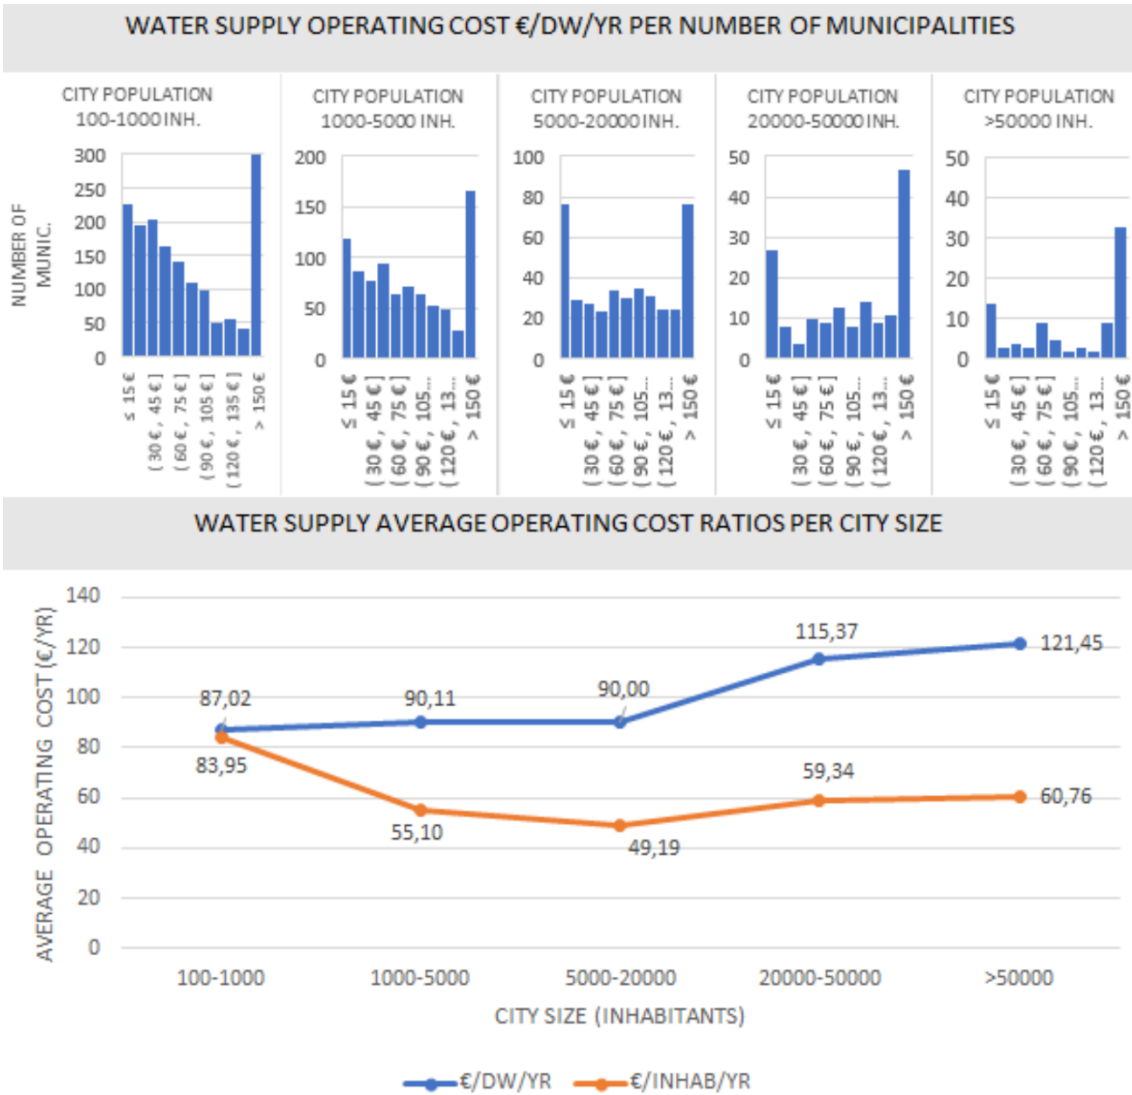 WATER SUPPLY OPERATING COST €/DW/YR PER NUMBER OF MUNICIPALITIES
CITY POPULATION
100-1000 INH.
NUMBER OF
MUNIC.
300
250
200
150
100
50
0
≤ 15 €
( 30 € , 45 € ]
( 60 € , 75 € ]
( 90 € , 105 € ]
( 120 € , 135 € ]
> 150 €
CITY POPULATION
1000-5000 INH.
200
150
100
50
0
≤ 15 €
( 30 € , 45 € ]
( 60 € , 75 € ]
( 90 € , 105...
( 120 € , 13...
> 150 €
CITY POPULATION
5000-20000 INH.
100
80
60
40
20
0
≤ 15 €
( 30 € , 45 € ]
( 60 € , 75 € ]
( 90 € , 105...
( 120 € , 13...
> 150 €
CITY POPULATION
20000-50000 INH.
50
40
30
20
10
0
≤ 15 €
( 30 € , 45 € ]
( 60 € , 75 € ]
( 90 € , 105...
( 120 € , 13...
> 150 €
CITY POPULATION
>50000 INH.
50
40
30
20
10
0
≤ 15 €
( 30 € , 45 € ]
( 60 € , 75 € ]
( 90 € , 105...
( 120 € , 13...
> 150 €
WATER SUPPLY AVERAGE OPERATING COST RATIOS PER CITY SIZE
AVERAGE OPERATING COST (€/YR)
140
120
100
80
60
40
20
0
87,02
90,11
90,00
115,37
121,45
83,95
55,10
49,19
59,34
60,76
100-1000
1000-5000
5000-20000
20000-50000
>50000
CITY SIZE (INHABITANTS)
€/DW/YR
€/INHAB/YR